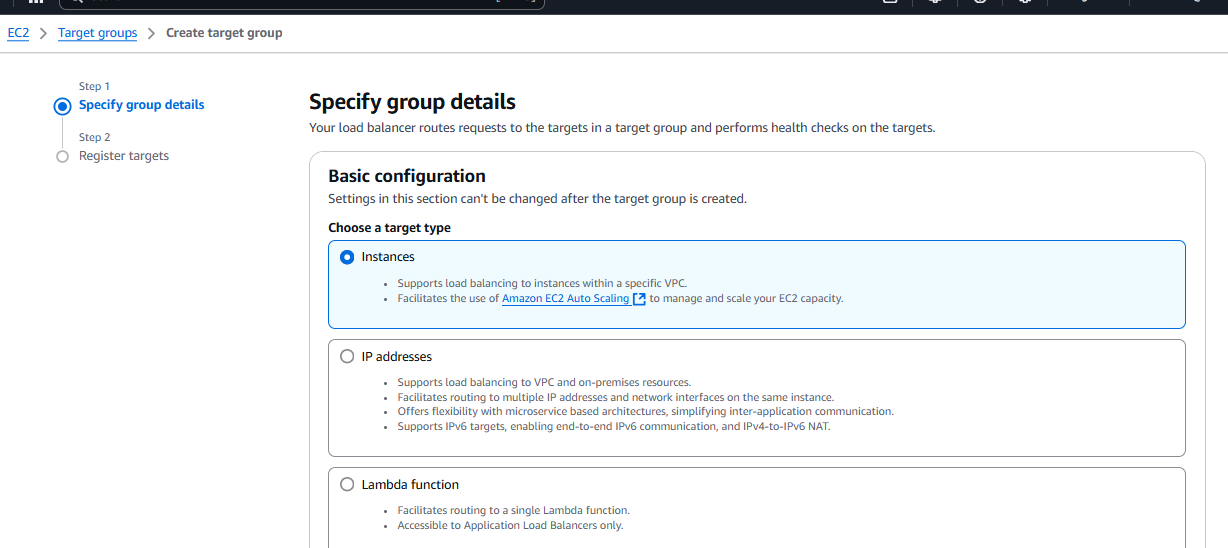 EC2 > Target groups > Create target group
Step 1
Specify group details
Step 2
Register targets
Specify group details
Your load balancer routes requests to the targets in a target group and performs health checks on the targets.
Basic configuration
Settings in this section can't be changed after the target group is created.
Choose a target type
Instances
• Supports load balancing to instances within a specific VPC.
• Facilitates the use of Amazon EC2 Auto Scaling to manage and scale your EC2 capacity.
IP addresses
• Supports load balancing to VPC and on-premises resources.
• Facilitates routing to multiple IP addresses and network interfaces on the same instance.
• Offers flexibility with microservice based architectures, simplifying inter-application communication.
• Supports IPv6 targets, enabling end-to-end IPv6 communication, and IPv4-to-IPv6 NAT.
Lambda function
• Facilitates routing to a single Lambda function.
• Accessible to Application Load Balancers only.